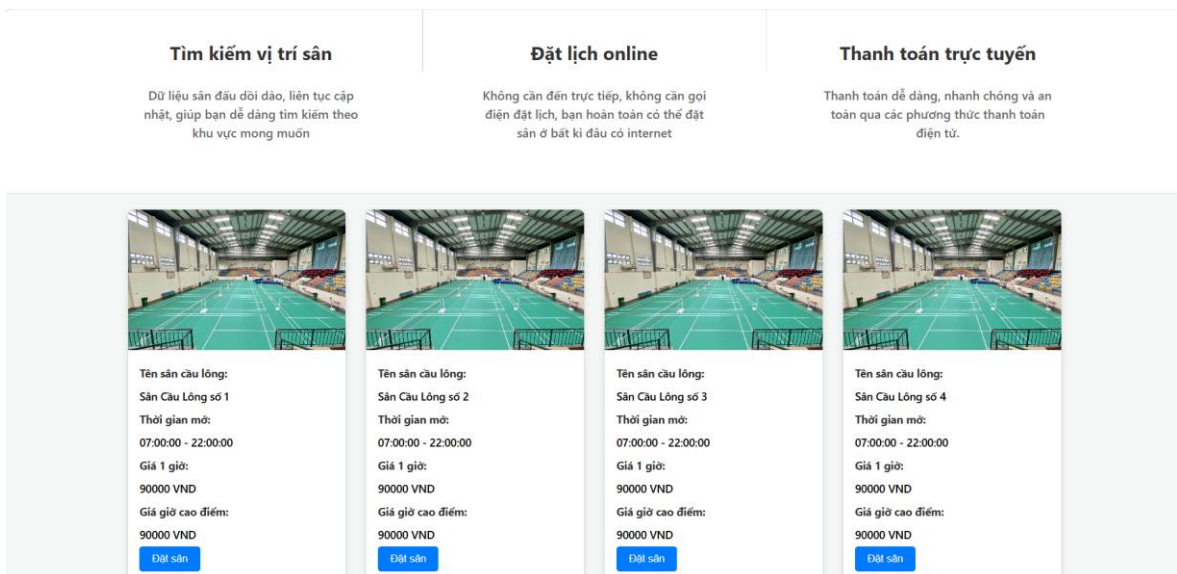 Tìm kiếm vị trí sân
Dữ liệu sân đấu dồi dào, liên tục cập
nhật, giúp bạn dễ dàng tìm kiếm theo
khu vực mong muốn
Đặt lịch online
Không cần đến trực tiếp, không cần gọi
điện đặt lịch, bạn hoàn toàn có thể đặt
sân ở bất kì đâu có internet
Thanh toán trực tuyến
Thanh toán dễ dàng, nhanh chóng và an
toàn qua các phương thức thanh toán
điện tử.
Tên sân cầu lông:
Sân Cầu Lông số 1
Thời gian mở:
07:00:00 - 22:00:00
Giá 1 giờ:
90000 VND
Giá giờ cao điểm:
90000 VND
Đặt sân
Tên sân cầu lông:
Sân Cầu Lông số 2
Thời gian mở:
07:00:00 - 22:00:00
Giá 1 giờ:
90000 VND
Giá giờ cao điểm:
90000 VND
Đặt sân
Tên sân cầu lông:
Sân Cầu Lông số 3
Thời gian mở:
07:00:00 - 22:00:00
Giá 1 giờ:
90000 VND
Giá giờ cao điểm:
90000 VND
Đặt sân
Tên sân cầu lông:
Sân Cầu Lông số 4
Thời gian mở:
07:00:00 - 22:00:00
Giá 1 giờ:
90000 VND
Giá giờ cao điểm:
90000 VND
Đặt sân